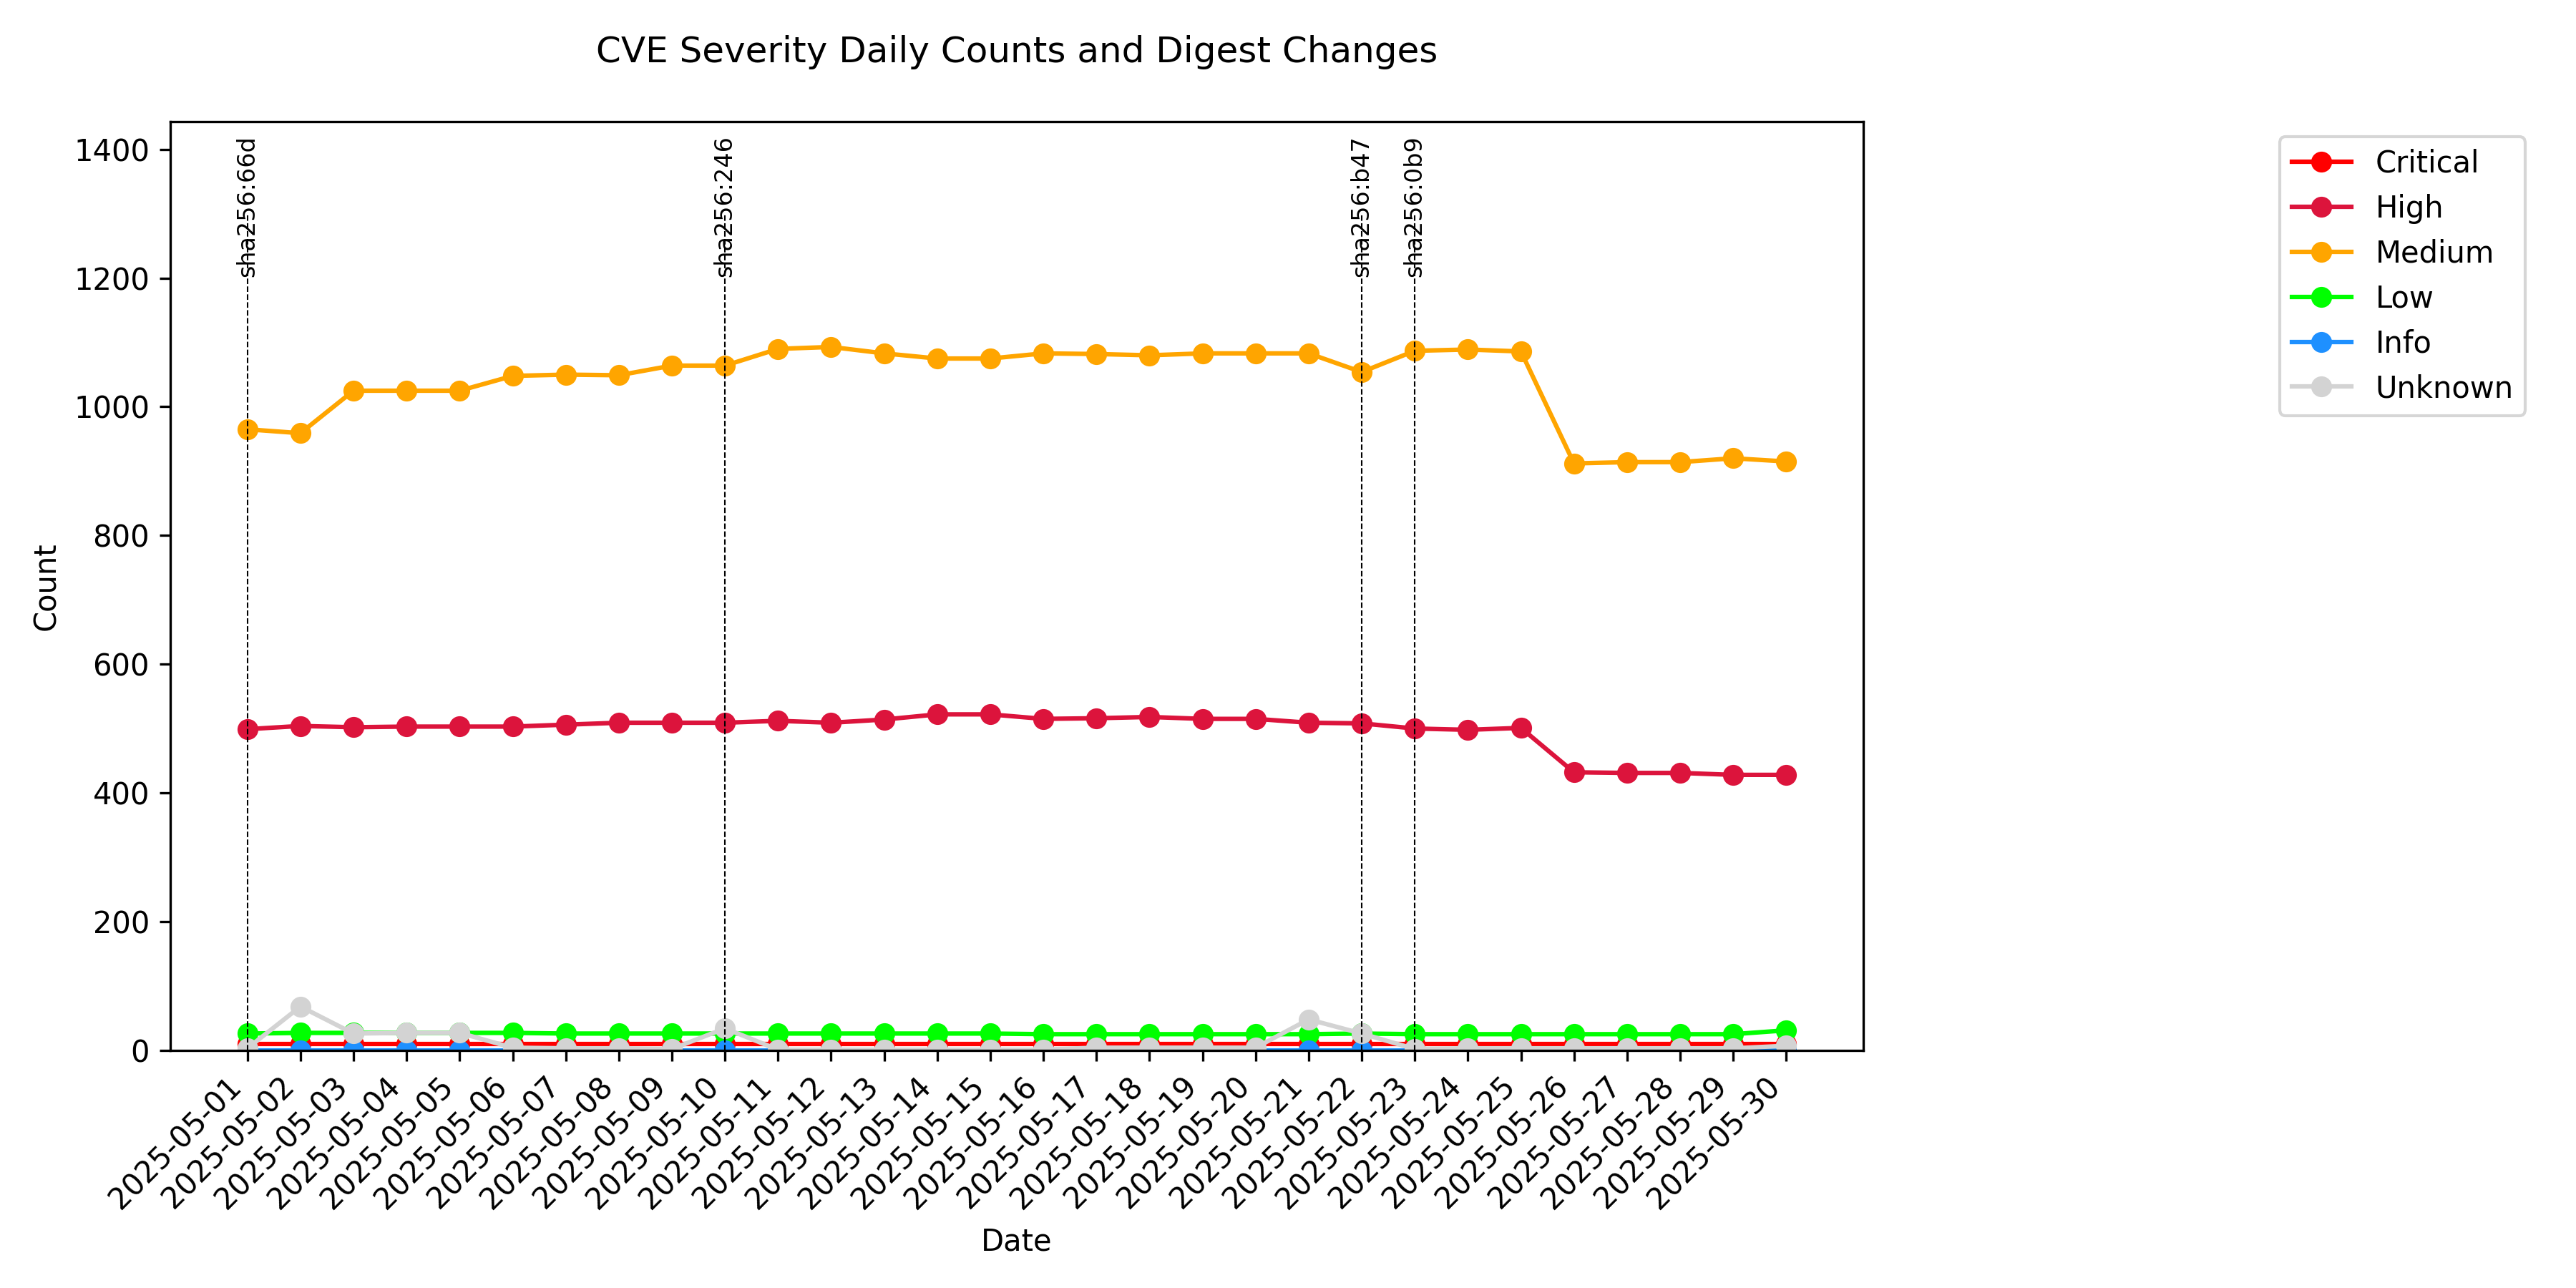 CVE Severity Daily Counts and Digest Changes
1400
1200
1000
800
600
400
200
0
Count
sha256:66d
sha256:246
sha256:b47
sha256:0b9
Critical
High
Medium
Low
Info
Unknown
2025-05-01
2025-05-02
2025-05-03
2025-05-04
2025-05-05
2025-05-06
2025-05-07
2025-05-08
2025-05-09
2025-05-10
2025-05-11
2025-05-12
2025-05-13
2025-05-14
2025-05-15
2025-05-16
2025-05-17
2025-05-18
2025-05-19
2025-05-20
2025-05-21
2025-05-22
2025-05-23
2025-05-24
2025-05-25
2025-05-26
2025-05-27
2025-05-28
2025-05-29
2025-05-30
Date